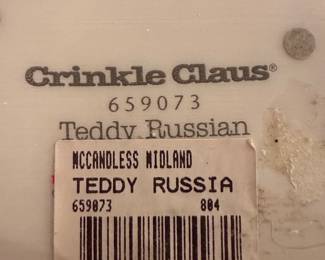 Crinkle Claus®
659073
Teddy Russian
MCCANDLESS MIDLAND
TEDDY RUSSIA
659073 804